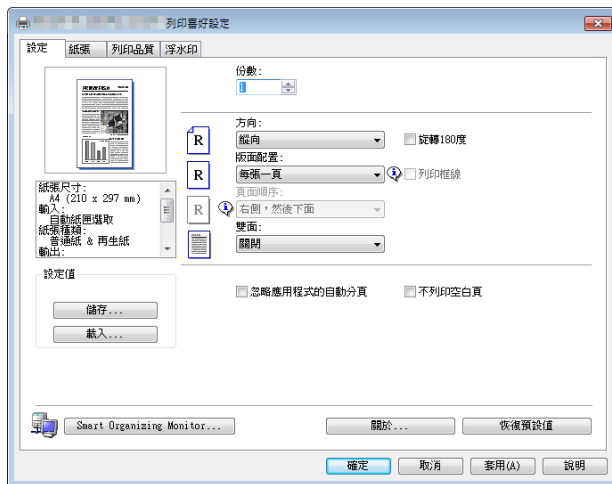 列印喜好設定
設定 紙張 列印品質 浮水印
份數:
1
方向:
縱向
旋轉180度
版面配置:
每張一頁
列印框線
頁面順序:
右側，然後下面
雙面:
關閉
紙張尺寸:
A4 (210 x 297 mm)
輸入:
自動紙匣選取
紙張種類:
普通紙 & 再生紙
輸出:
設定值
儲存...
載入...
忽略應用程式的自動分頁
不列印空白頁
Smart Organizing Monitor...
關於...
恢復預設值
確定
取消
套用(A)
說明
R
R
R